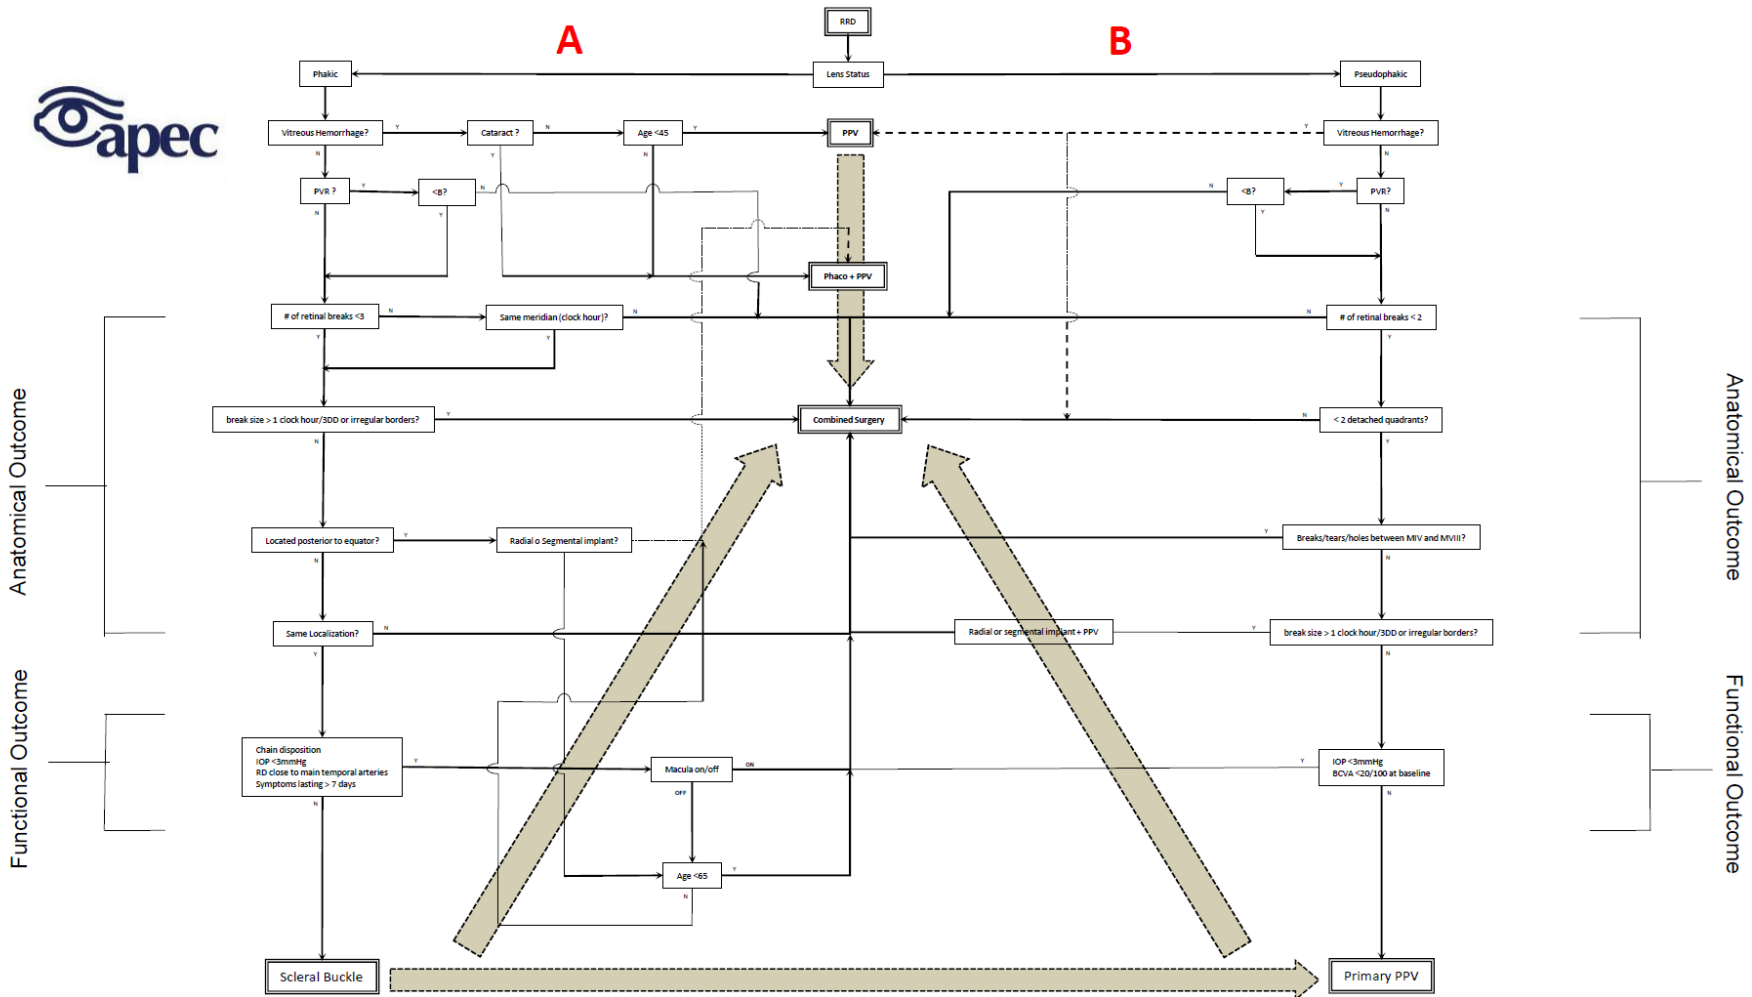 RRD
A
B
Phakic
Lens Status
Pseudophakic
apec
Vitreous Hemorrhage?
Y
Cataract ?
N
Age <45
Y
PPV
Y
Vitreous Hemorrhage?
N
Y
N
N
PVR ?
Y
<B?
N
N
<B?
Y
PVR?
N
Y
Y
N
Phaco + PPV
# of retinal breaks <3
N
Same meridian (clock hour)?
N
N
# of retinal breaks < 2
Y
Y
Y
Anatomical Outcome
Anatomical Outcome
break size > 1 clock hour/3DD or irregular borders?
Y
Combined Surgery
N
< 2 detached quadrants?
N
Y
Located posterior to equator?
Y
Radial o Segmental implant?
Y
Breaks/tears/holes between MIV and MVIII?
N
N
Same Localization?
N
Radial or segmental implant + PPV
Y
break size > 1 clock hour/3DD or irregular borders?
Y
N
Functional Outcome
Functional Outcome
Chain disposition
IOP <3mmHg
RD close to main temporal arteries
Symptoms lasting > 7 days
Y
Macula on/off
ON
Y
IOP <3mmHg
BCVA <20/100 at baseline
N
OFF
N
Age <65
Y
N
Scleral Buckle
Primary PPV